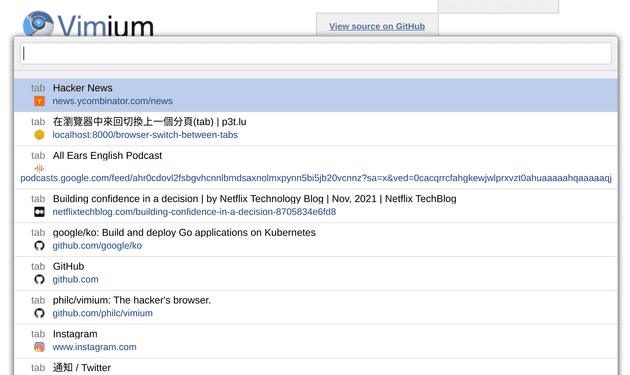 Vimium
View source on GitHub
tab Hacker News
news.ycombinator.com/news
tab 在瀏覽器中來回切換上一個分頁(tab) | p3t.lu
localhost:8000/browser-switch-between-tabs
tab All Ears English Podcast
podcasts.google.com/feed/ahr0cdovl2fsbgvhcnnlbmdsaxnolmxpynn5bi5jb20vcnnz?sa=x&ved=0cacqrrcfahgkewjwlprxvzt0ahuaaaaahqaaaaaqj
tab Building confidence in a decision | by Netflix Technology Blog | Nov, 2021 | Netflix TechBlog
netflixtechblog.com/building-confidence-in-a-decision-8705834e6fd8
tab google/ko: Build and deploy Go applications on Kubernetes
github.com/google/ko
tab GitHub
github.com
tab philc/vimium: The hacker's browser.
github.com/philc/vimium
tab Instagram
www.instagram.com
tab 通知 / Twitter